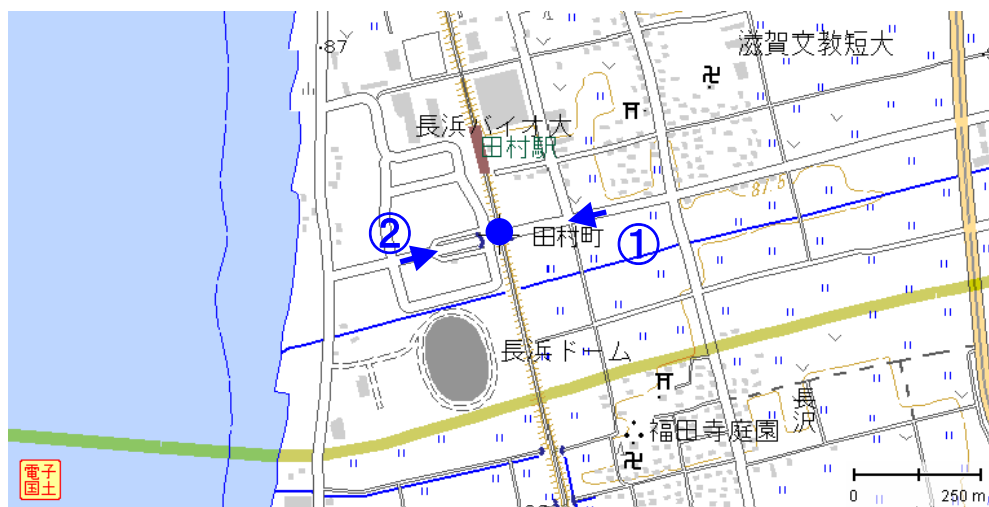 87
滋賀文教短大
長浜バイオ大
田村駅
87.5
②
田村町
①
長浜ドーム
長沢
福田寺庭園
電子
国土
0
250 m